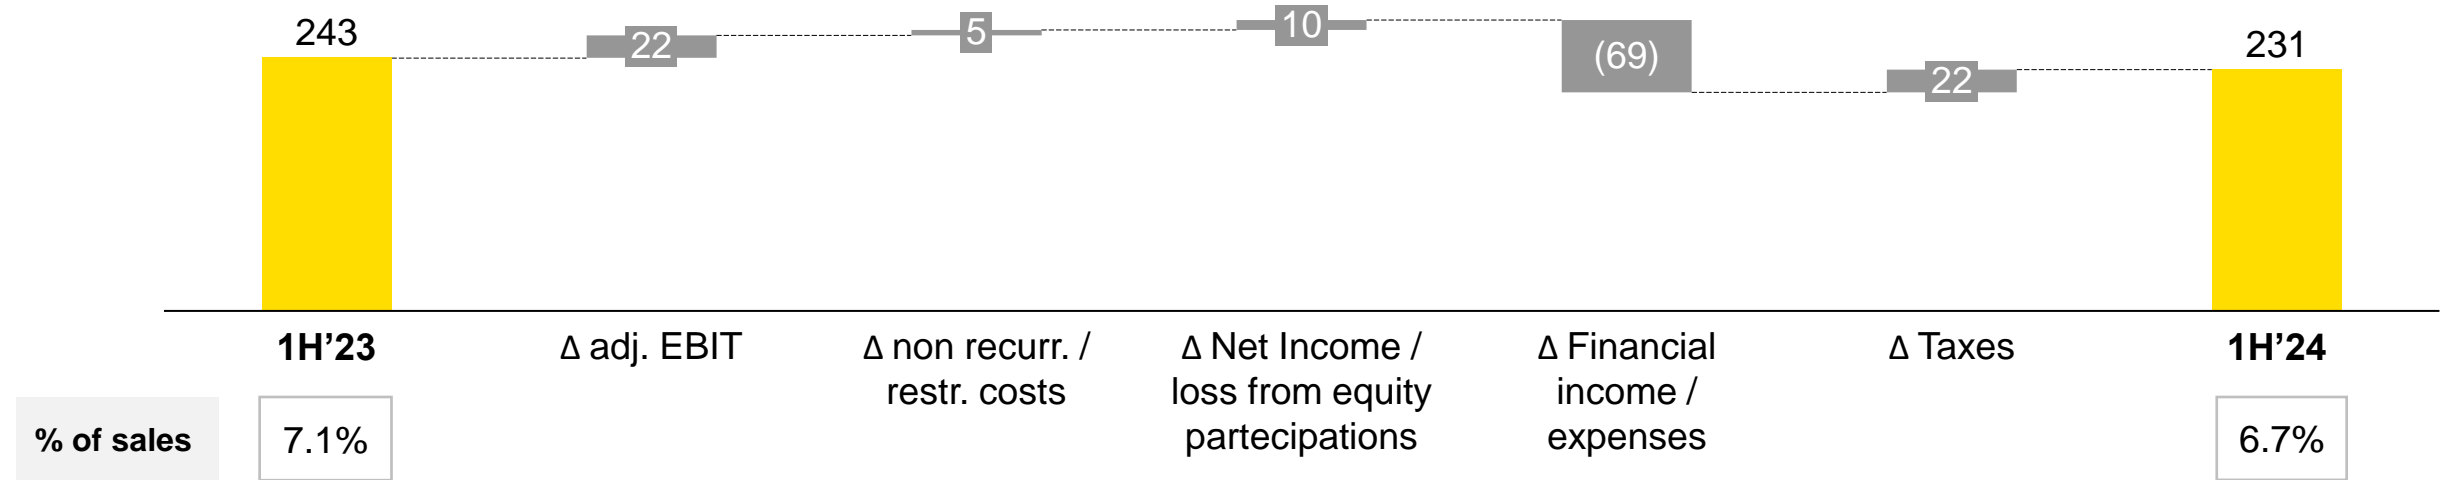 243
22
5
10
(69)
22
231
1H’23
Δ adj. EBIT
Δ non recurr. /
restr. costs
Δ Net Income /
loss from equity
partecipations
Δ Financial
income /
expenses
Δ Taxes
1H’24
% of sales
7.1%
6.7%